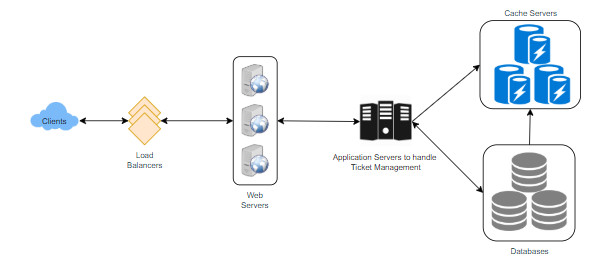 Cache Servers
Clients
Load
Balancers
Web
Servers
Application Servers to handle
Ticket Management
Databases